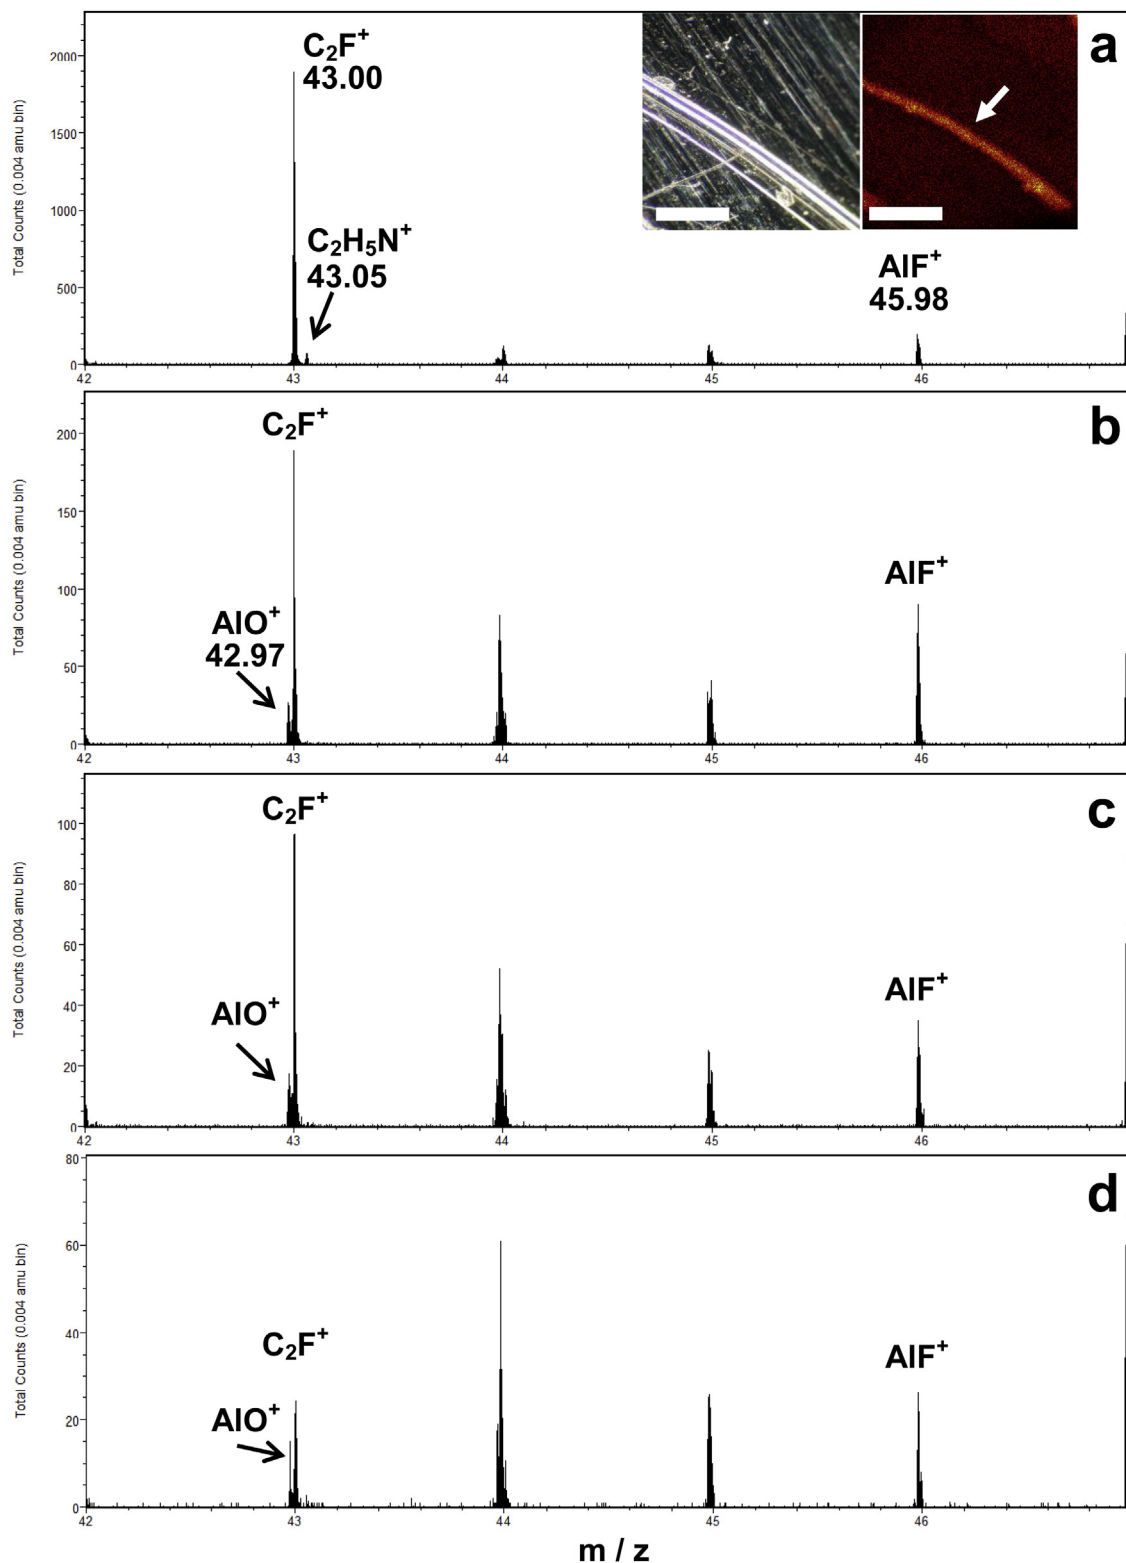 a
C₂F⁺
43.00
C₂H₅N⁺
43.05
AlF⁺
45.98
Total Counts (0.004 amu bin)
2000
1500
1000
500
0
42 43 44 45 46
b
C₂F⁺
AlO⁺
42.97
AlF⁺
Total Counts (0.004 amu bin)
200
150
100
50
0
42 43 44 45 46
c
C₂F⁺
AlO⁺
AlF⁺
Total Counts (0.004 amu bin)
100
80
60
40
20
0
42 43 44 45 46
d
C₂F⁺
AlO⁺
AlF⁺
Total Counts (0.004 amu bin)
80
60
40
20
0
42 43 44 45 46
m / z